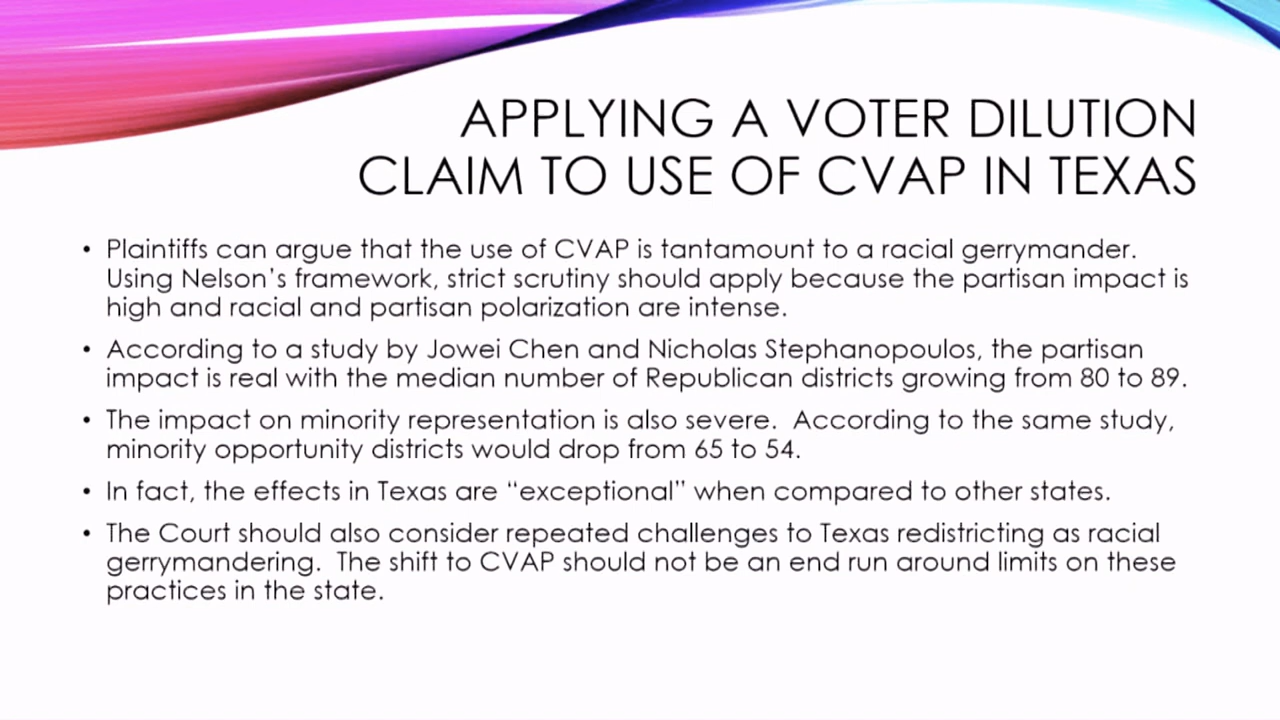 APPLYING A VOTER DILUTION
CLAIM TO USE OF CVAP IN TEXAS
• Plaintiffs can argue that the use of CVAP is tantamount to a racial gerrymander.
Using Nelson’s framework, strict scrutiny should apply because the partisan impact is
high and racial and partisan polarization are intense.
• According to a study by Jowei Chen and Nicholas Stephanopoulos, the partisan
impact is real with the median number of Republican districts growing from 80 to 89.
• The impact on minority representation is also severe.  According to the same study,
minority opportunity districts would drop from 65 to 54.
• In fact, the effects in Texas are “exceptional” when compared to other states.
• The Court should also consider repeated challenges to Texas redistricting as racial
gerrymandering.  The shift to CVAP should not be an end run around limits on these
practices in the state.